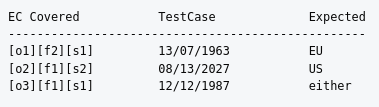 EC Covered TestCase Expected
--------------------------------------------------
[o1][f2][s1] 13/07/1963 EU
[o2][f1][s2] 08/13/2027 US
[o3][f1][s1] 12/12/1987 either